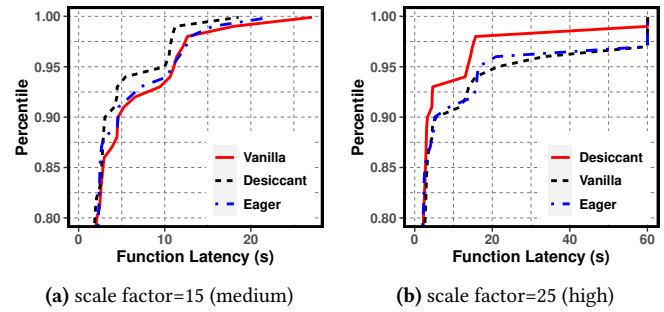 1.00
0.95
0.90
0.85
0.80
Percentile
0 10 20
Function Latency (s)
Vanilla
Desiccant
Eager
(a) scale factor=15 (medium)
1.00
0.95
0.90
0.85
0.80
Percentile
0 20 40 60
Function Latency (s)
Desiccant
Vanilla
Eager
(b) scale factor=25 (high)